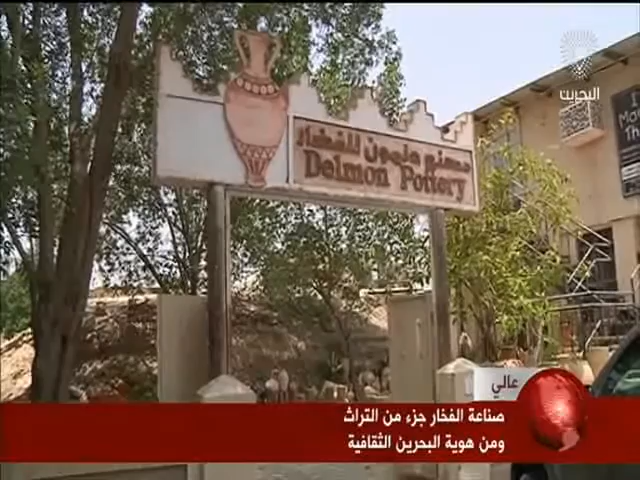 البحرين
مصنع دلمون للفخار
Delmon Pottery
عالي
صناعة الفخار جزء من التراث
ومن هوية البحرين الثقافية